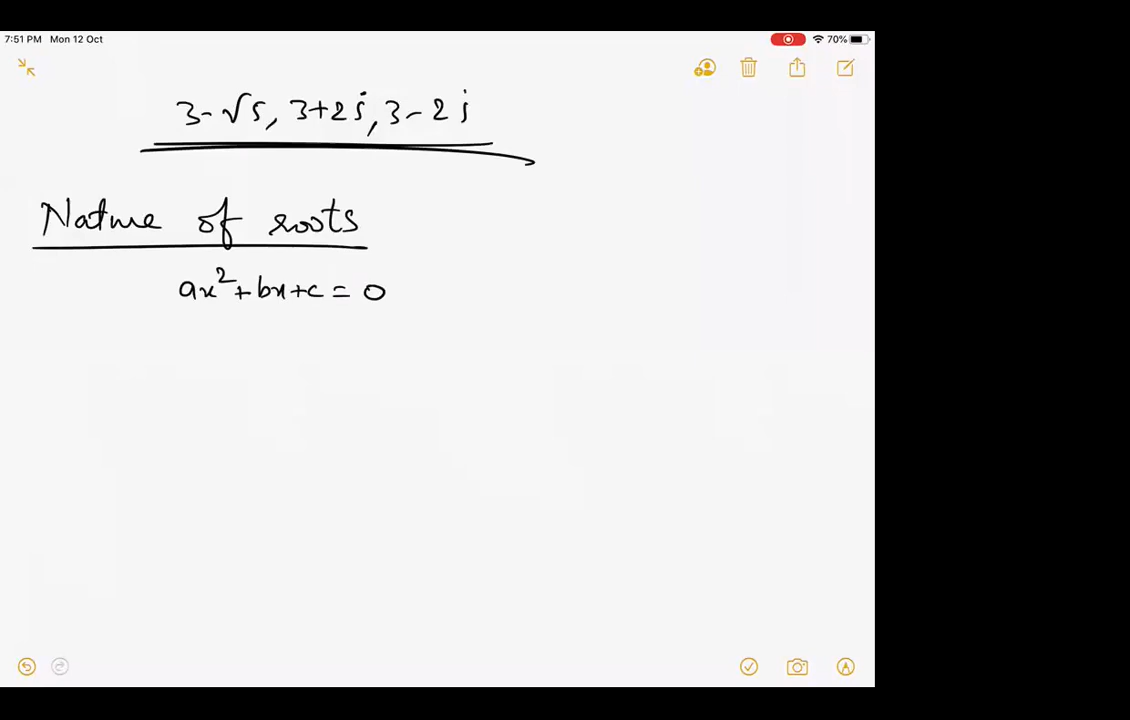 7:51 PM Mon 12 Oct 70%
3-√5, 3+2i, 3-2i
Nature of roots
ax²+bx+c=0